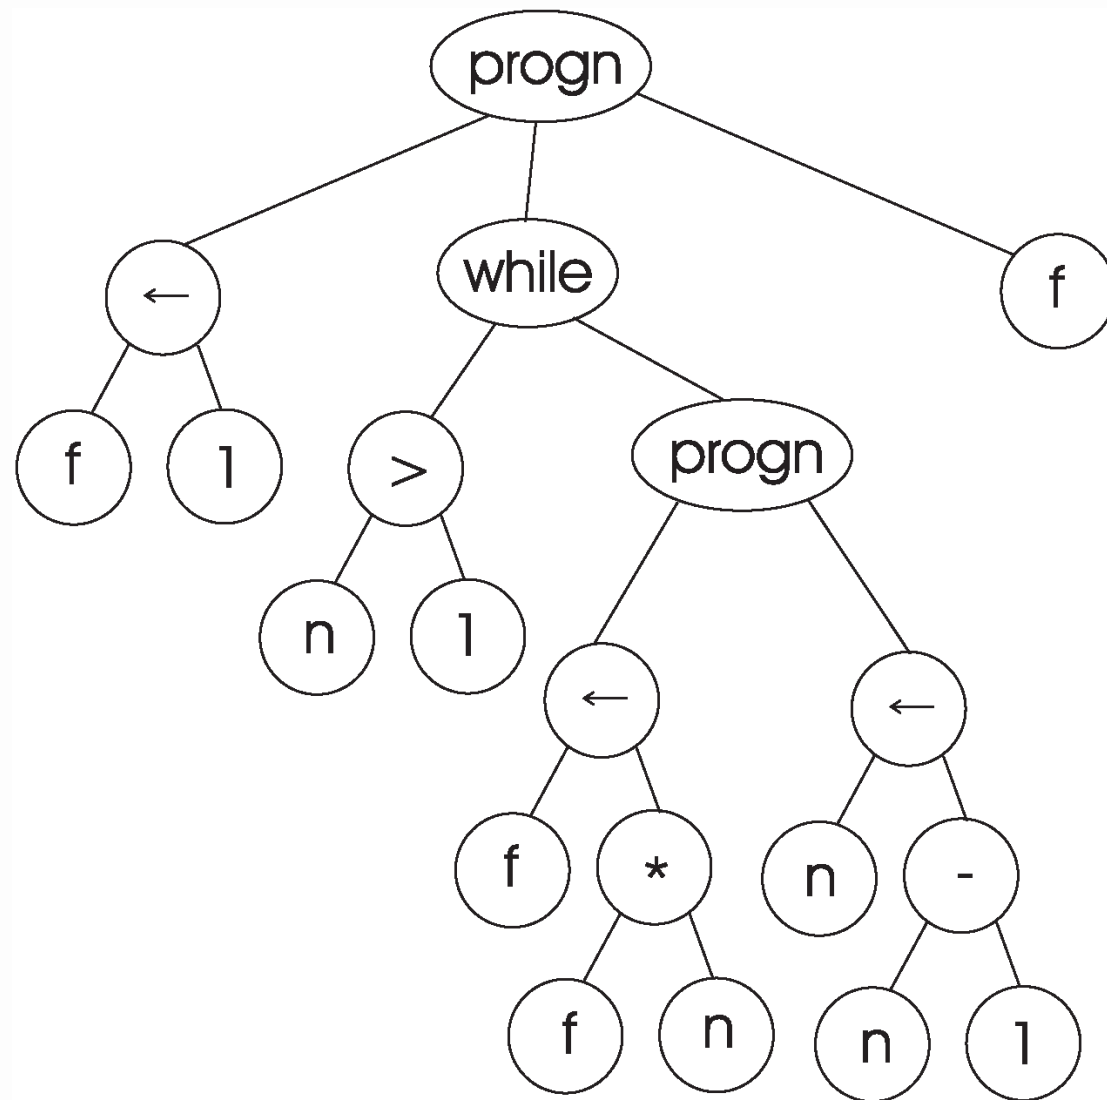 progn
← while f
f 1 > progn
n 1
← ←
f * n -
f n n 1